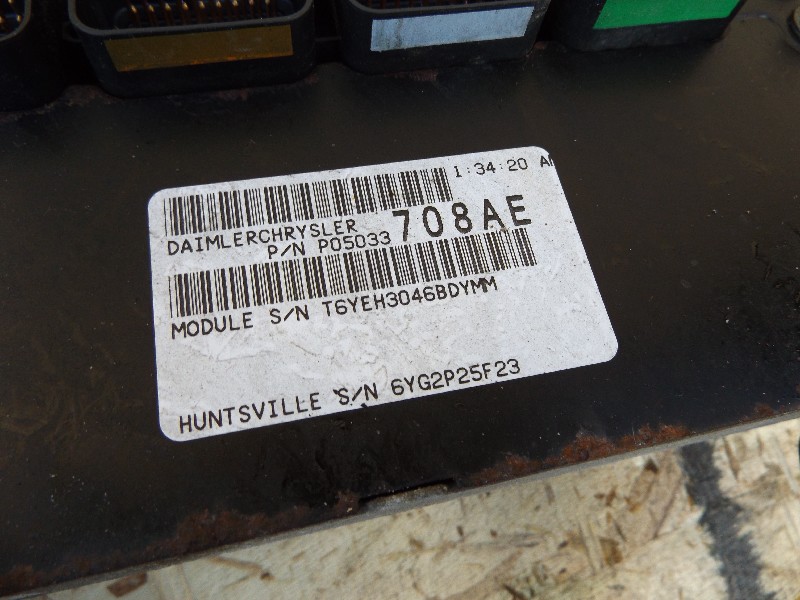 1:34:20 A
DAIMLERCHRYSLER
P/N P05033 708AE
MODULE S/N T6YEH3046BDYMM
HUNTSVILLE S/N 6YG2P25F23